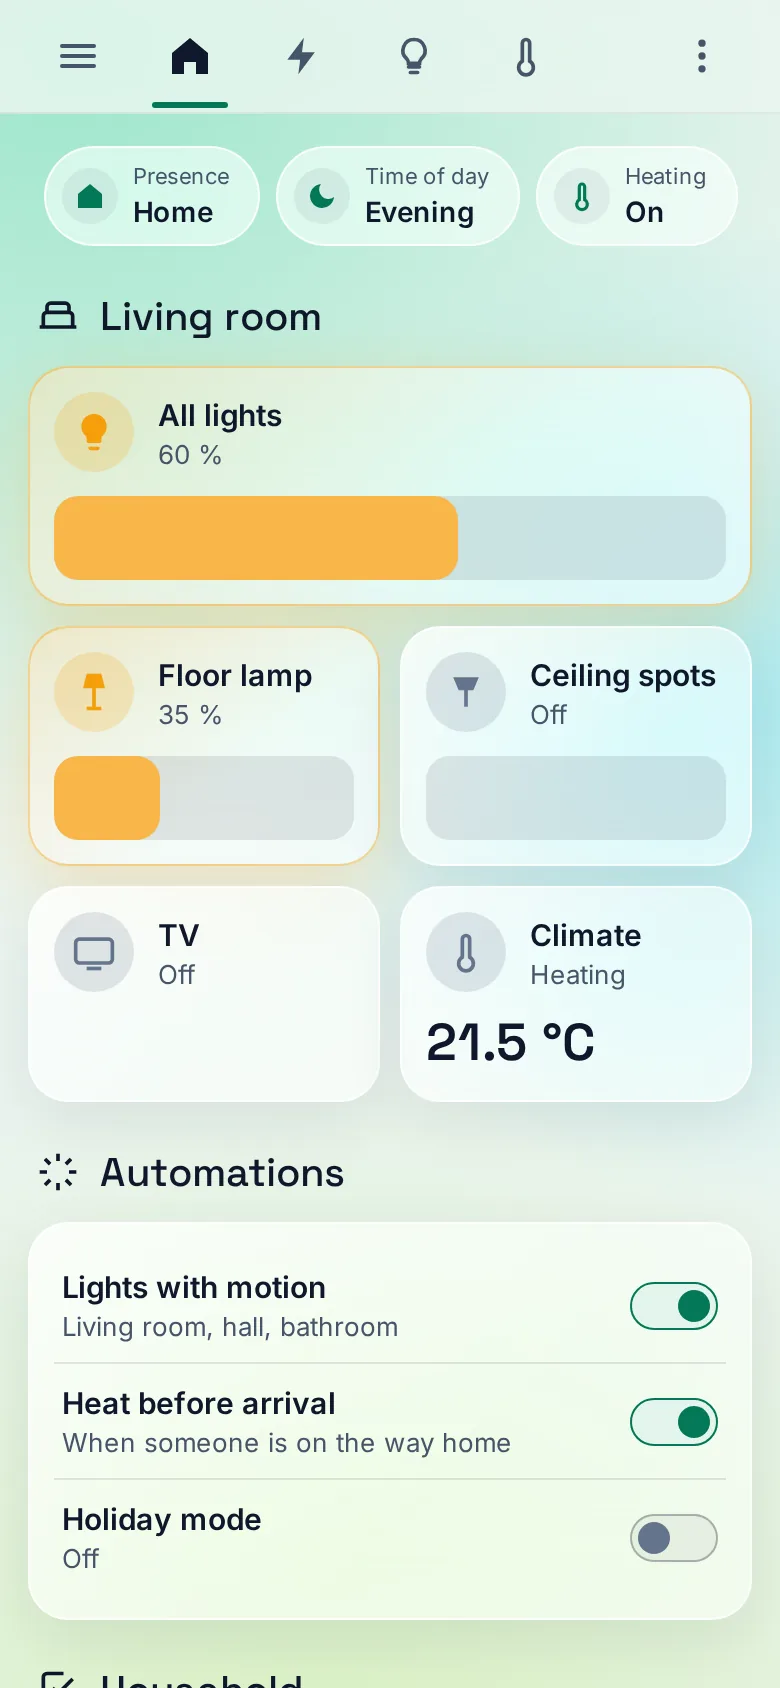 Presence
Home
Time of day
Evening
Heating
On
Living room
All lights
60 %
Floor lamp
35 %
Ceiling spots
Off
TV
Off
Climate
Heating
21.5 °C
Automations
Lights with motion
Living room, hall, bathroom
Heat before arrival
When someone is on the way home
Holiday mode
Off
Household